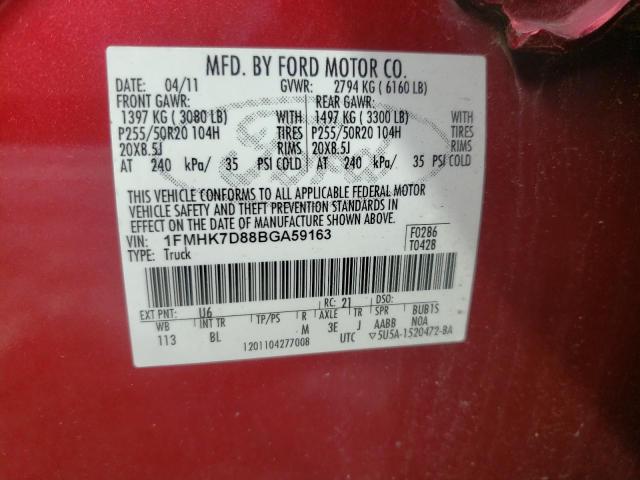 MFD. BY FORD MOTOR CO.
DATE: 04/11 GVWR: 2794 KG ( 6160 LB)
FRONT GAWR: REAR GAWR:
1397 KG ( 3080 LB) WITH 1497 KG ( 3300 LB) WITH
P255/50R20 104H TIRES P255/50R20 104H TIRES
20X8.5J RIMS 20X8.5J RIMS
AT 240 kPa/ 35 PSI COLD AT 240 kPa/ 35 PSI COLD
THIS VEHICLE CONFORMS TO ALL APPLICABLE FEDERAL MOTOR
VEHICLE SAFETY AND THEFT PREVENTION STANDARDS IN
EFFECT ON THE DATE OF MANUFACTURE SHOWN ABOVE.
VIN: 1FMHK7D88BGA59163 F0286
TYPE: Truck T0428
EXT PNT: U6 RC: 21 DSO:
WB INT TR TP/PS R AXLE TR SPR BUB1S
113 BL M 3E J AABB N0A
1201104277008 UTC ▽5U5A-1520472-BA
Ford